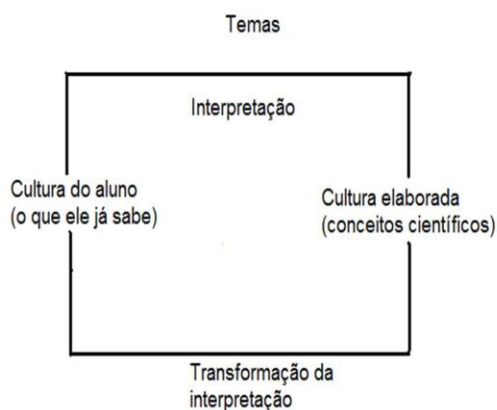 Temas
Interpretação
Cultura do aluno
(o que ele já sabe)
Cultura elaborada
(conceitos científicos)
Transformação da
interpretação